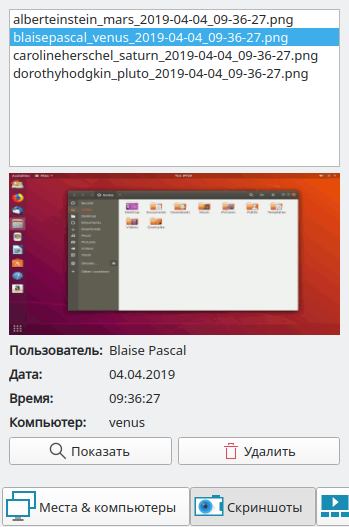 alberteinstein_mars_2019-04-04_09-36-27.png
blaisepascal_venus_2019-04-04_09-36-27.png
carolineherschel_saturn_2019-04-04_09-36-27.png
dorothyhodgkin_pluto_2019-04-04_09-36-27.png
Пользователь: Blaise Pascal
Дата: 04.04.2019
Время: 09:36:27
Компьютер: venus
Показать Удалить
Места & компьютеры Скриншоты